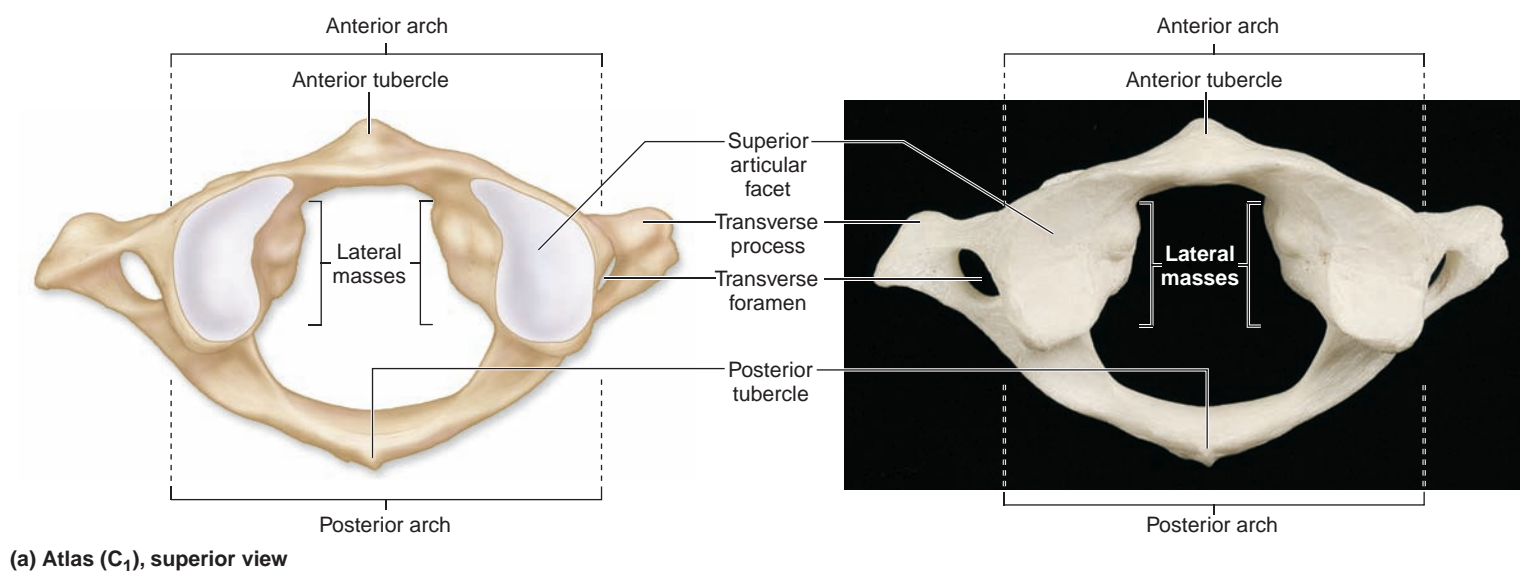 Anterior arch
Anterior arch
Anterior tubercle
Anterior tubercle
Superior
articular
facet
Transverse
process
Lateral
masses
Lateral
masses
Transverse
foramen
Posterior
tubercle
Posterior arch
Posterior arch
(a) Atlas (C1), superior view